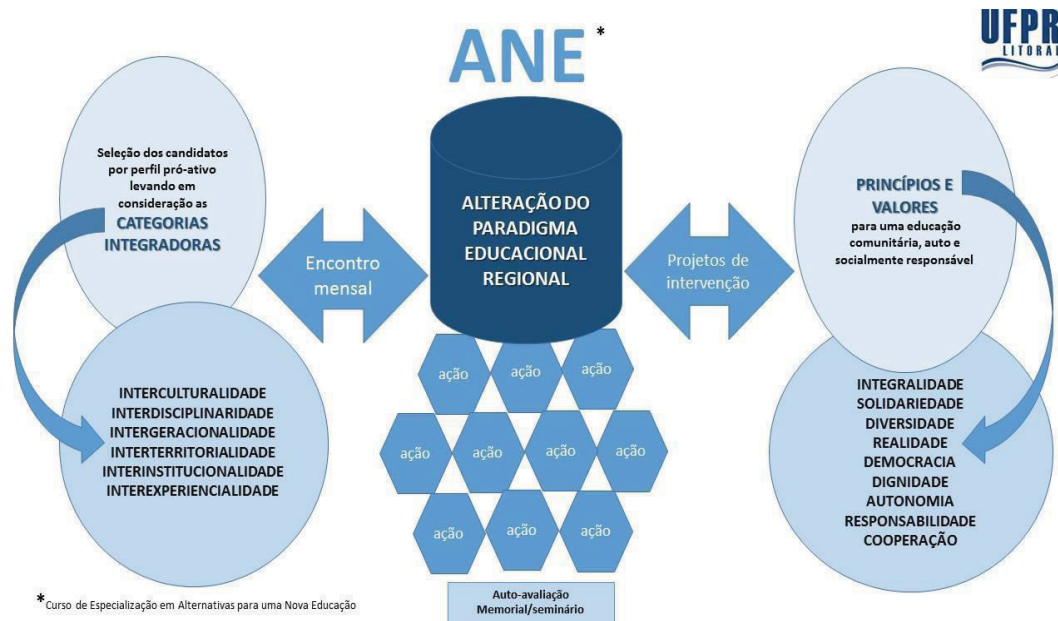 ANE *
UFPR
LITORAL
Seleção dos candidatos
por perfil pró-ativo
levando em
consideração as
CATEGORIAS
INTEGRADORAS
INTERCULTURALIDADE
INTERDISCIPLINARIDADE
INTERGERACIONALIDADE
INTERTERRITORIALIDADE
INTERINSTITUCIONALIDADE
INTEREXPERIENCIALIDADE
Encontro
mensal
ALTERAÇÃO DO
PARADIGMA
EDUCACIONAL
REGIONAL
Projetos de
intervenção
PRINCÍPIOS E
VALORES
para uma educação
comunitária, auto e
socialmente responsável
INTEGRALIDADE
SOLIDARIEDADE
DIVERSIDADE
REALIDADE
DEMOCRACIA
DIGNIDADE
AUTONOMIA
RESPONSABILIDADE
COOPERAÇÃO
ação ação ação
ação ação ação ação
ação ação ação
Auto-avaliação
Memorial/seminário
*Curso de Especialização em Alternativas para uma Nova Educação